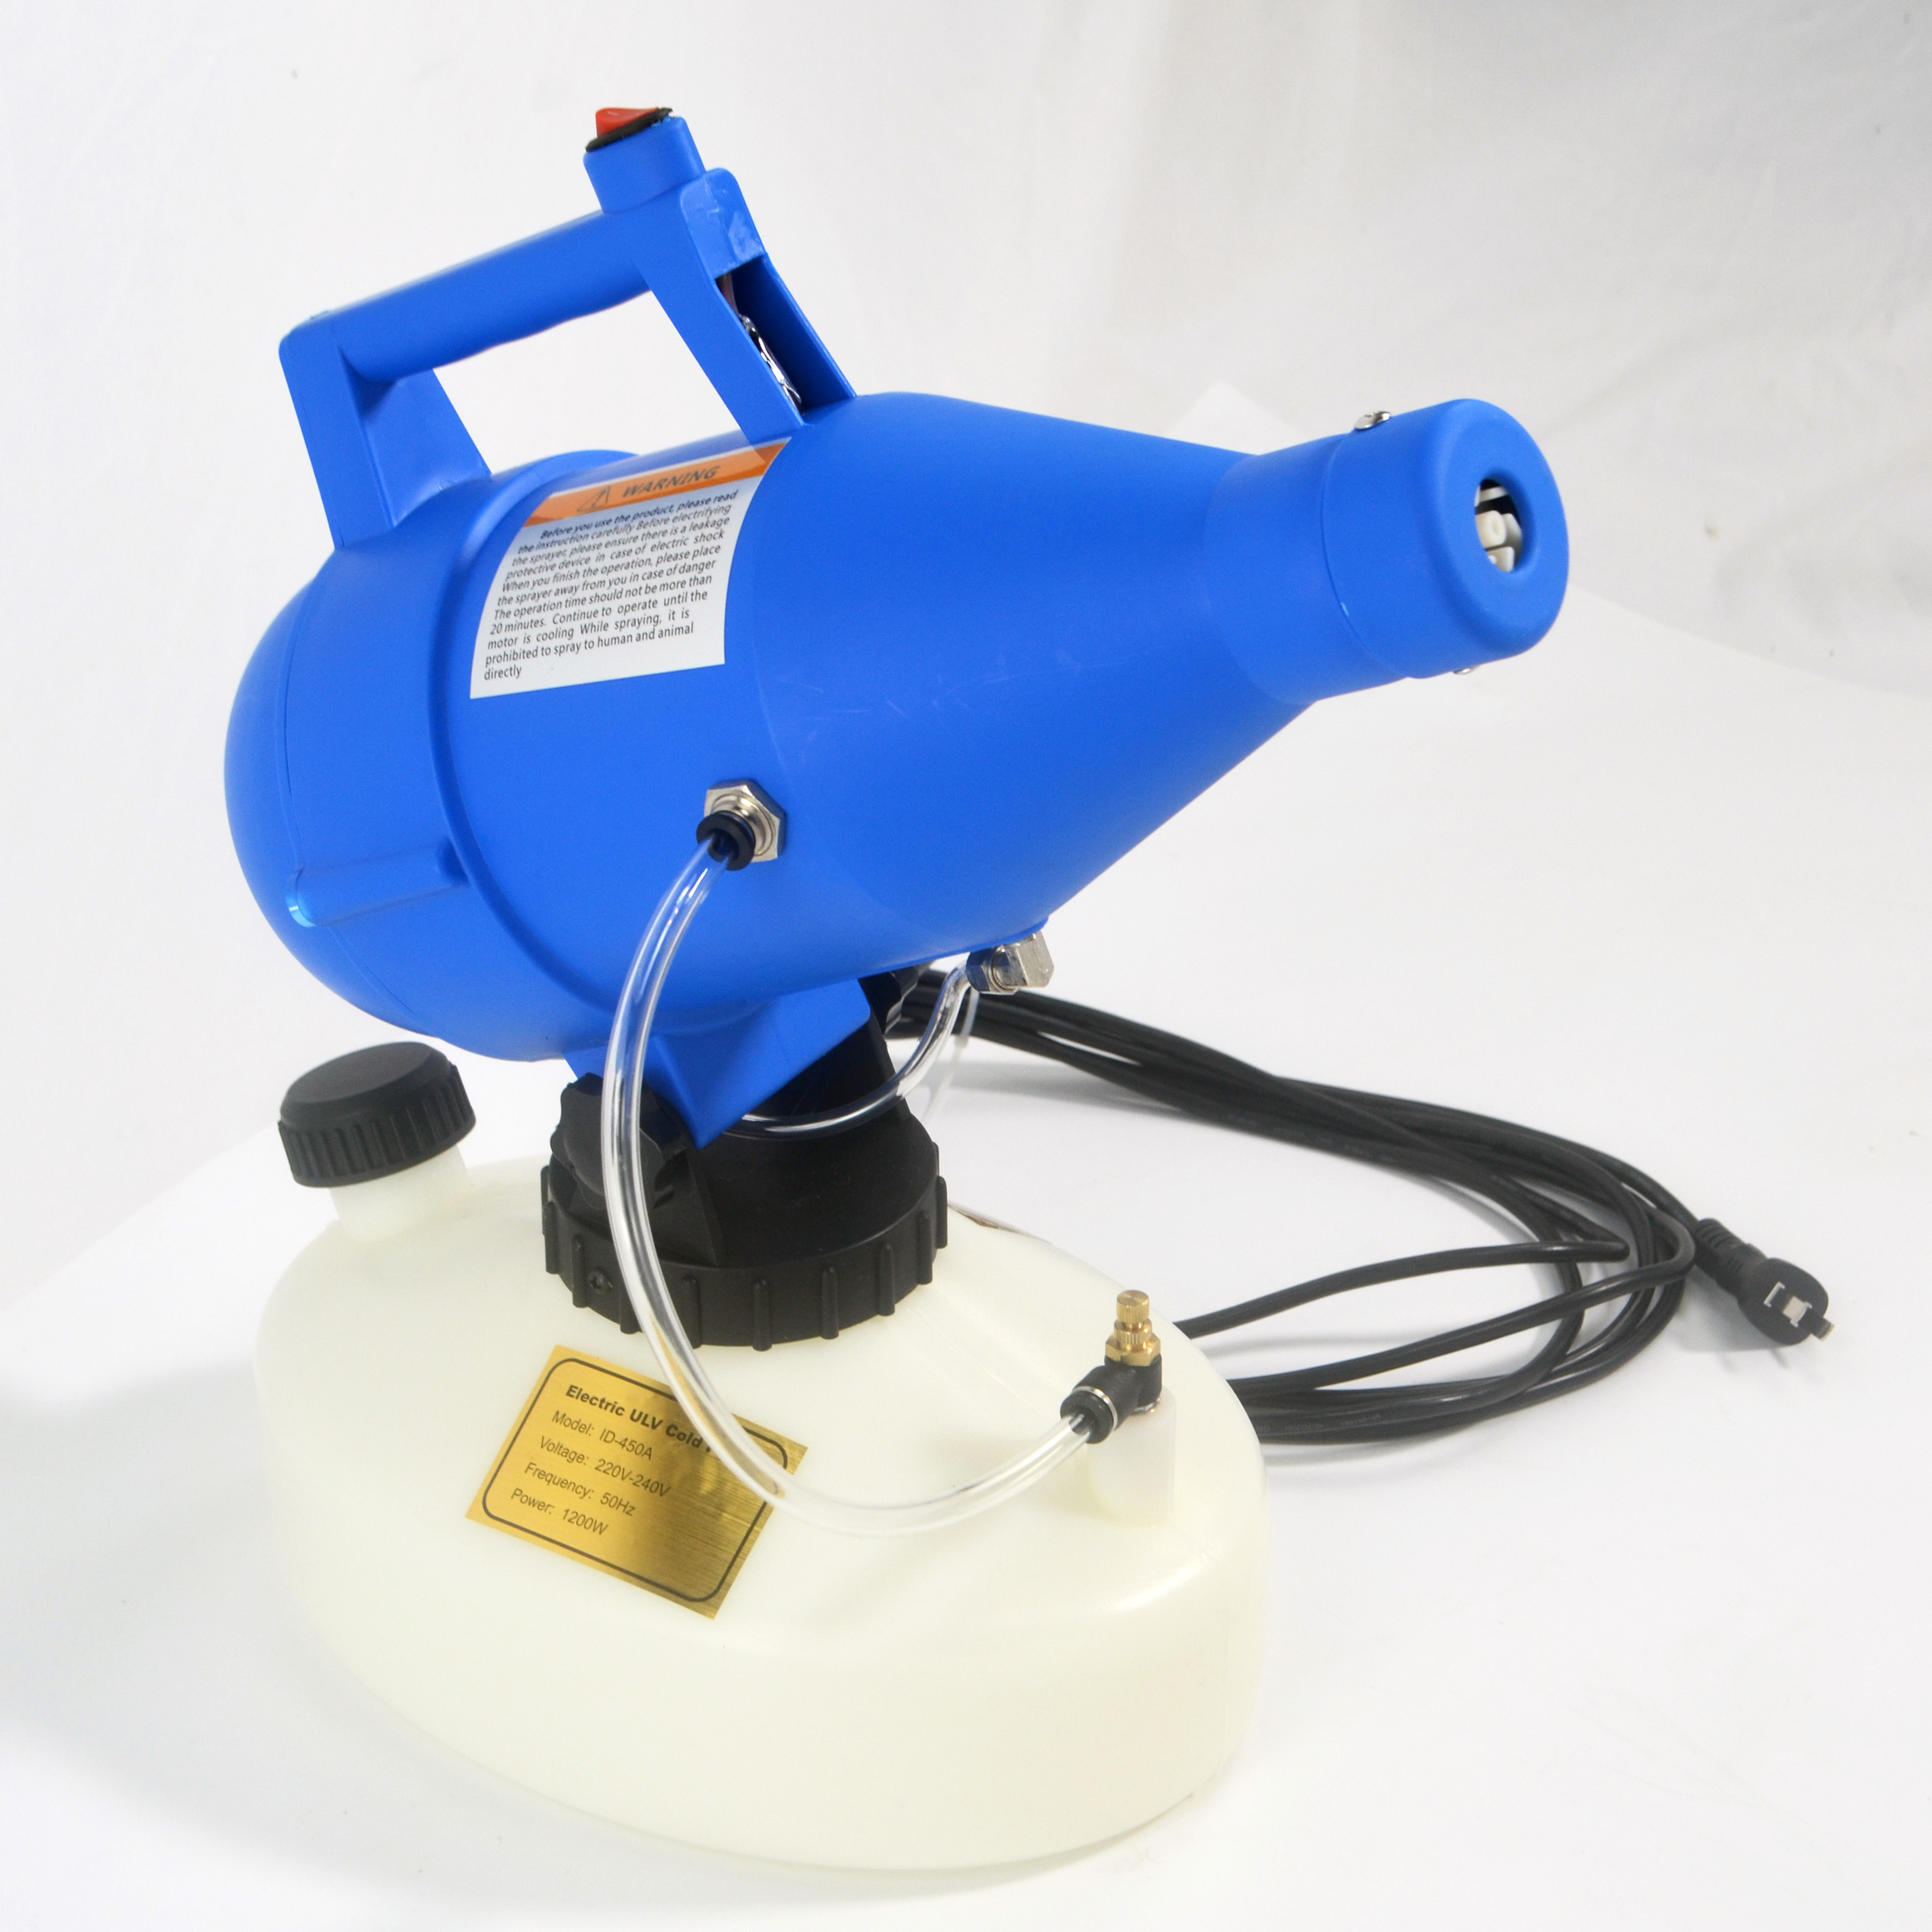 WARNING
Before you use the product, please read
the instruction carefully Before electrifying
the sprayer, please ensure there is a leakage
protective device in case of electric shock
When you finish the operation, please place
the sprayer away from you in case of danger
The operation time should not be more than
20 minutes. Continue to operate until the
motor is cooling While spraying, it is
prohibited to spray to human and animal
directly
Electric ULV Cold
Model: ID-450A
Voltage: 220V-240V
Frequency: 50Hz
Power: 1200W